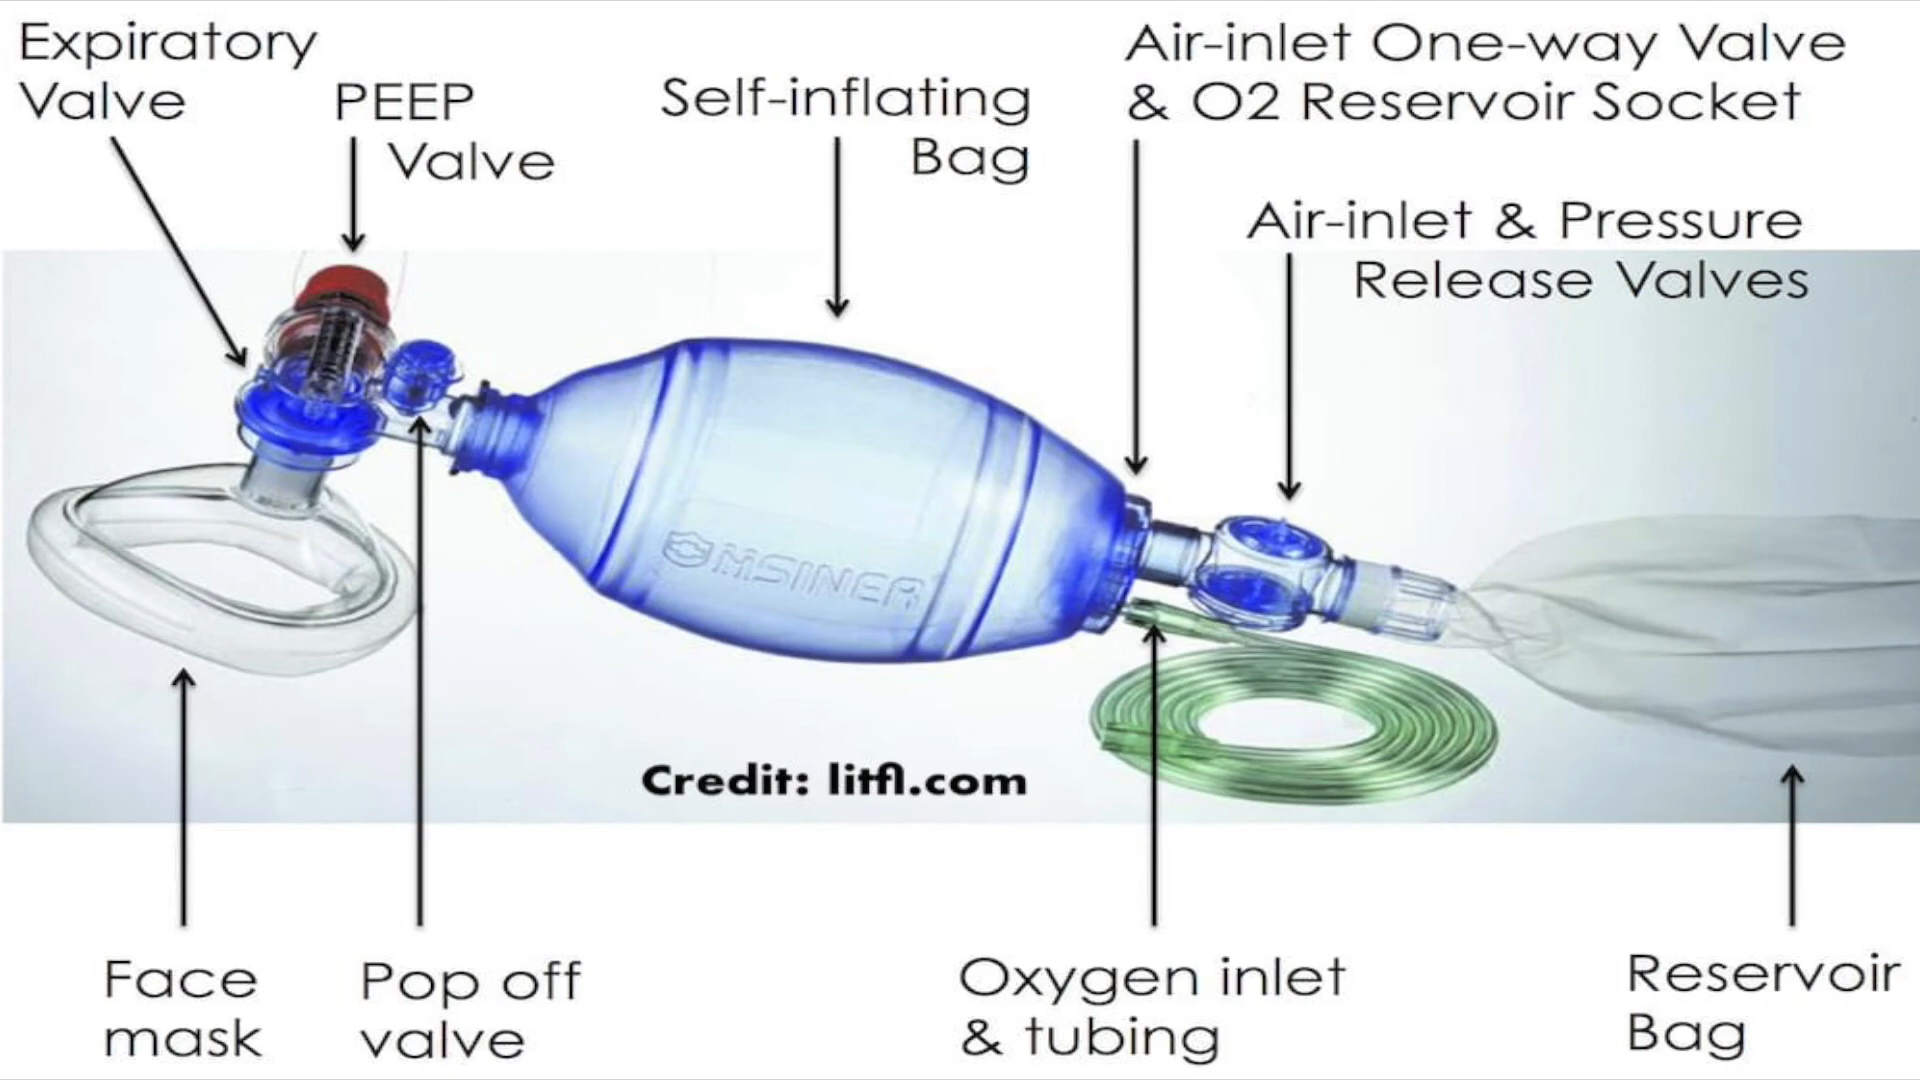 Expiratory
Valve
PEEP
Valve
Self-inflating
Bag
Air-inlet One-way Valve
& O2 Reservoir Socket
Air-inlet & Pressure
Release Valves
MSINER
Credit: litfl.com
Face
mask
Pop off
valve
Oxygen inlet
& tubing
Reservoir
Bag